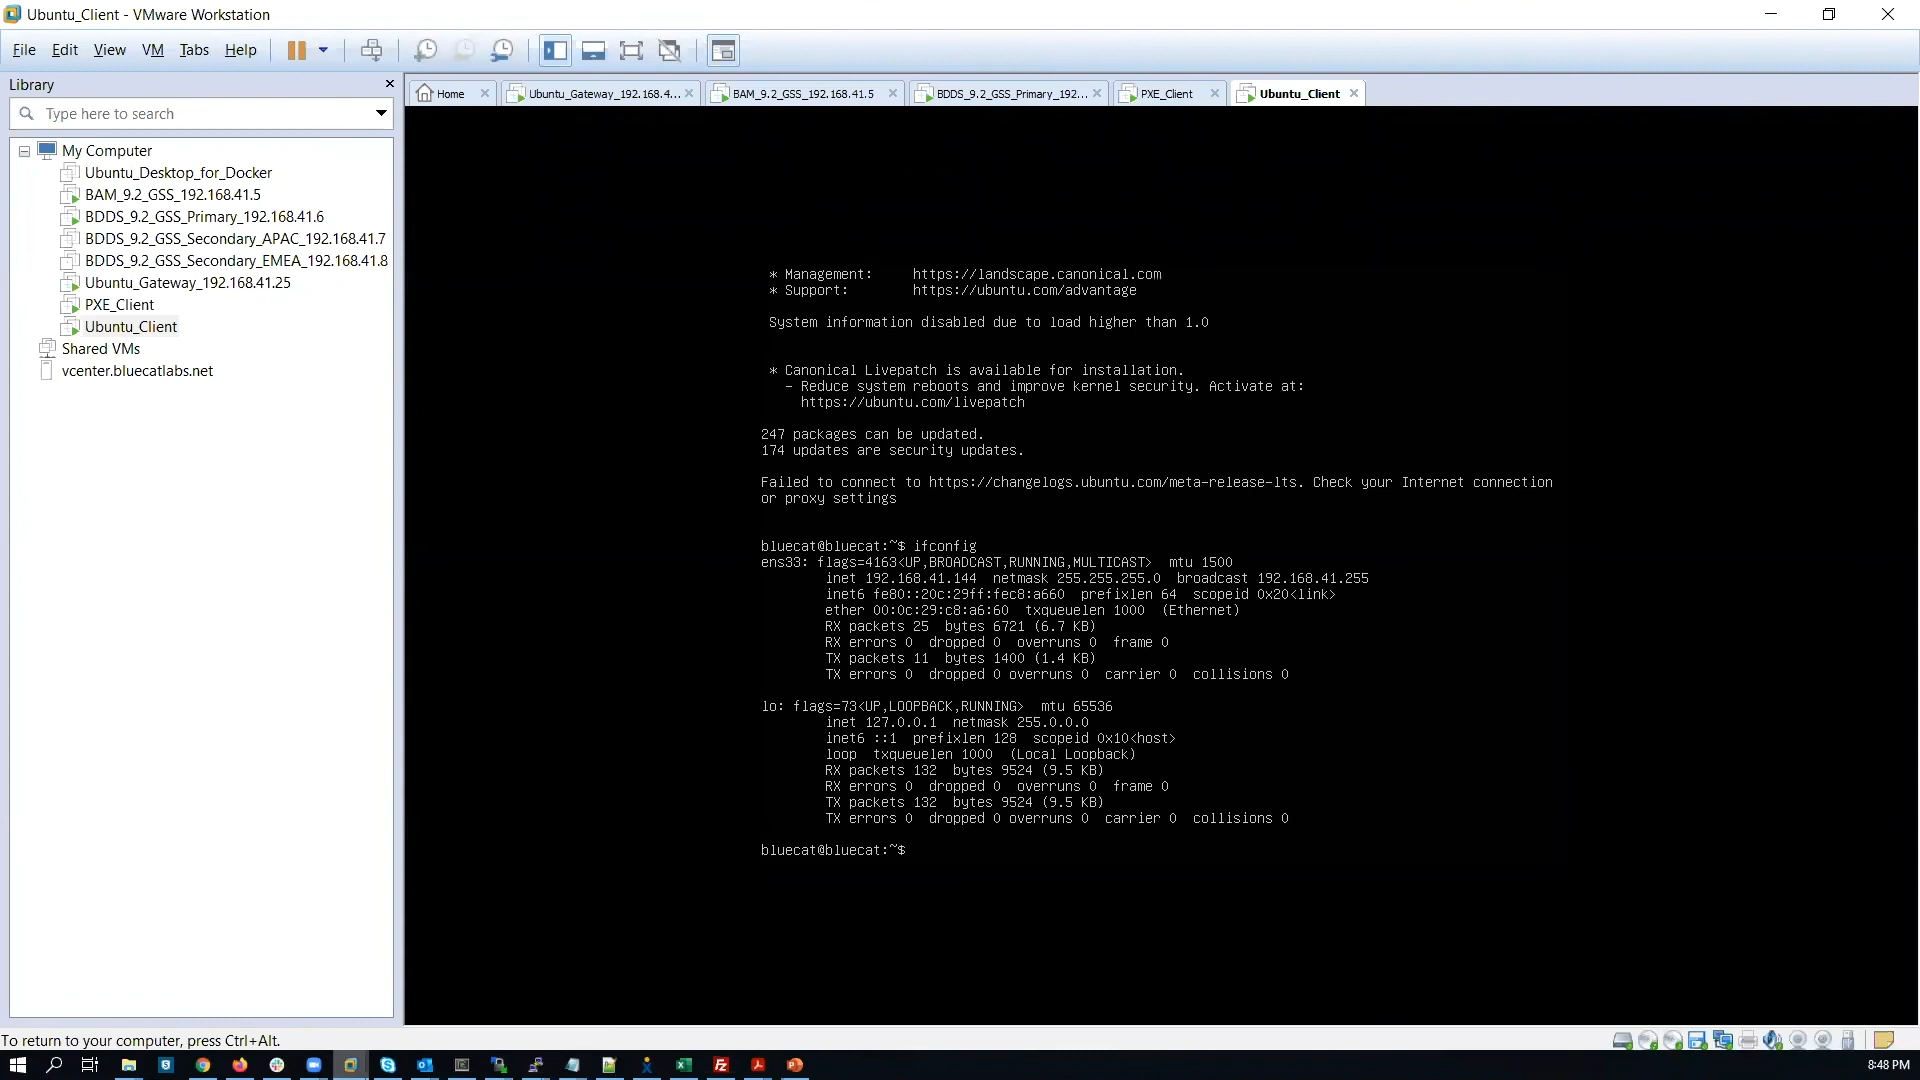 Ubuntu_Client - VMware Workstation
File Edit View VM Tabs Help
Library
Type here to search
My Computer
Ubuntu_Desktop_for_Docker
BAM_9.2_GSS_192.168.41.5
BDDS_9.2_GSS_Primary_192.168.41.6
BDDS_9.2_GSS_Secondary_APAC_192.168.41.7
BDDS_9.2_GSS_Secondary_EMEA_192.168.41.8
Ubuntu_Gateway_192.168.41.25
PXE_Client
Ubuntu_Client
Shared VMs
vcenter.bluecatlabs.net
Home Ubuntu_Gateway_192.168.4... BAM_9.2_GSS_192.168.41.5 BDDS_9.2_GSS_Primary_192... PXE_Client Ubuntu_Client
* Management:     https://landscape.canonical.com
* Support:        https://ubuntu.com/advantage
System information disabled due to load higher than 1.0
* Canonical Livepatch is available for installation.
- Reduce system reboots and improve kernel security. Activate at:
https://ubuntu.com/livepatch
247 packages can be updated.
174 updates are security updates.
Failed to connect to https://changelogs.ubuntu.com/meta-release-lts. Check your Internet connection
or proxy settings
bluecat@bluecat:~$ ifconfig
ens33: flags=4163<UP,BROADCAST,RUNNING,MULTICAST>  mtu 1500
inet 192.168.41.144  netmask 255.255.255.0  broadcast 192.168.41.255
inet6 fe80::20c:29ff:fec8:a660  prefixlen 64  scopeid 0x20<link>
ether 00:0c:29:c8:a6:60  txqueuelen 1000  (Ethernet)
RX packets 25  bytes 6721 (6.7 KB)
RX errors 0  dropped 0  overruns 0  frame 0
TX packets 11  bytes 1400 (1.4 KB)
TX errors 0  dropped 0 overruns 0  carrier 0  collisions 0
lo: flags=73<UP,LOOPBACK,RUNNING>  mtu 65536
inet 127.0.0.1  netmask 255.0.0.0
inet6 ::1  prefixlen 128  scopeid 0x10<host>
loop  txqueuelen 1000  (Local Loopback)
RX packets 132  bytes 9524 (9.5 KB)
RX errors 0  dropped 0  overruns 0  frame 0
TX packets 132  bytes 9524 (9.5 KB)
TX errors 0  dropped 0 overruns 0  carrier 0  collisions 0
bluecat@bluecat:~$
To return to your computer, press Ctrl+Alt.
8:48 PM